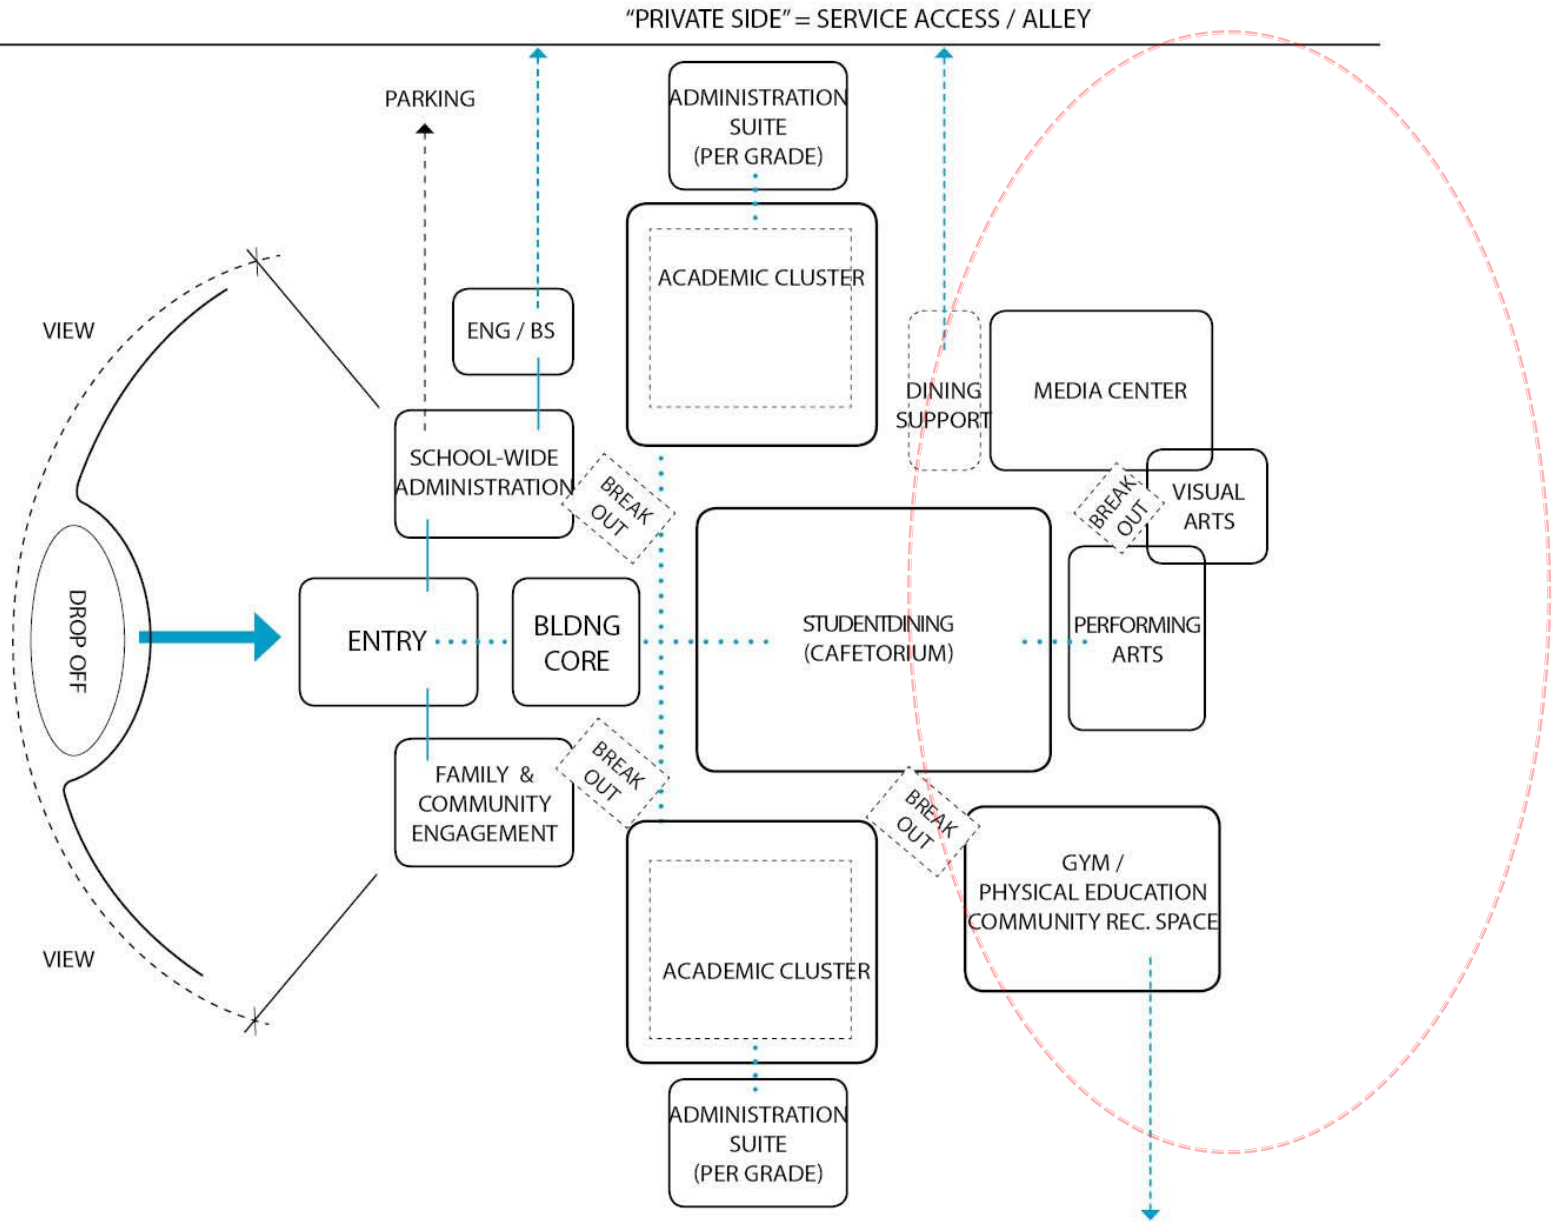 "PRIVATE SIDE" = SERVICE ACCESS / ALLEY
PARKING
ADMINISTRATION
SUITE
(PER GRADE)
ACADEMIC CLUSTER
VIEW
ENG / BS
DINING
SUPPORT
MEDIA CENTER
SCHOOL-WIDE
ADMINISTRATION
BREAK
OUT
BREAK
OUT
VISUAL
ARTS
DROP OFF
ENTRY
BLDNG
CORE
STUDENTDINING
(CAFETORIUM)
PERFORMING
ARTS
FAMILY &
COMMUNITY
ENGAGEMENT
BREAK
OUT
BREAK
OUT
GYM /
PHYSICAL EDUCATION
COMMUNITY REC. SPACE
VIEW
ACADEMIC CLUSTER
ADMINISTRATION
SUITE
(PER GRADE)